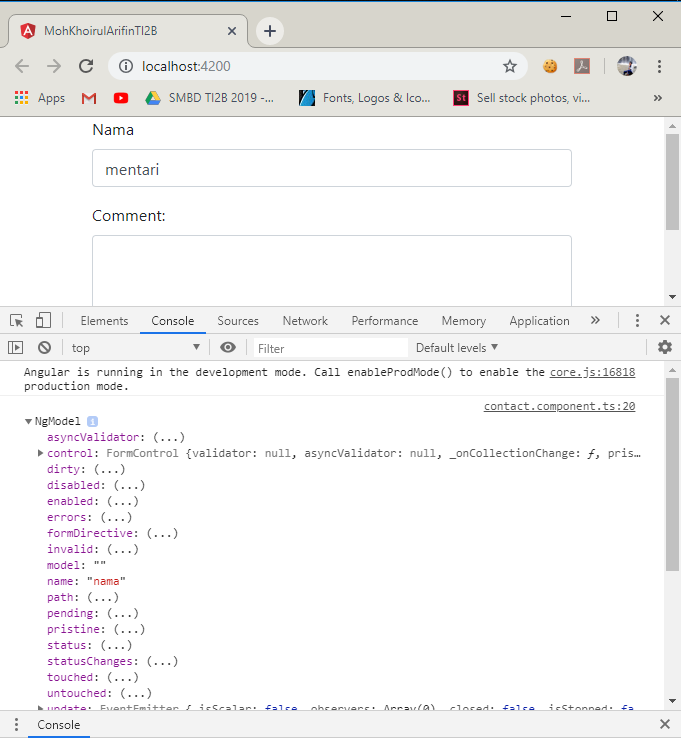 MohKhoirulArifinTI2B
localhost:4200
Apps SMBD TI2B 2019 -... Fonts, Logos & Ico... St Sell stock photos, vi... »
Nama
mentari
Comment:
Elements Console Sources Network Performance Memory Application »
top Filter Default levels
Angular is running in the development mode. Call enableProdMode() to enable the core.js:16818
production mode.
contact.component.ts:20
NgModel i
asyncValidator: (...)
control: FormControl {validator: null, asyncValidator: null, _onCollectionChange: ƒ, pris…
dirty: (...)
disabled: (...)
enabled: (...)
errors: (...)
formDirective: (...)
invalid: (...)
model: ""
name: "nama"
path: (...)
pending: (...)
pristine: (...)
status: (...)
statusChanges: (...)
touched: (...)
untouched: (...)
update: EventEmitter {_isScalar: false, observers: Array(0), closed: false, isStopped: fa…
Console